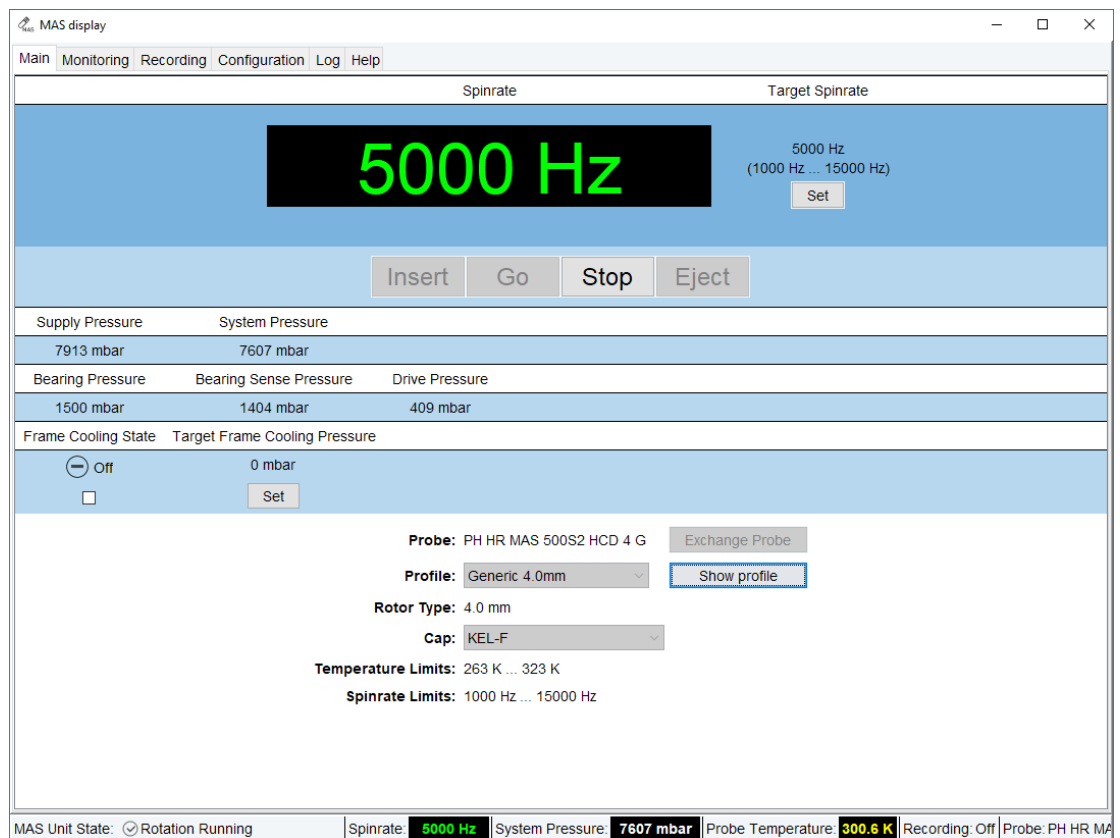 MAS MAS display
Main Monitoring Recording Configuration Log Help
Spinrate Target Spinrate
5000 Hz
5000 Hz
(1000 Hz ... 15000 Hz)
Set
Insert Go Stop Eject
Supply Pressure System Pressure
7913 mbar 7607 mbar
Bearing Pressure Bearing Sense Pressure Drive Pressure
1500 mbar 1404 mbar 409 mbar
Frame Cooling State Target Frame Cooling Pressure
Off 0 mbar
Set
Probe: PH HR MAS 500S2 HCD 4 G Exchange Probe
Profile: Generic 4.0mm Show profile
Rotor Type: 4.0 mm
Cap: KEL-F
Temperature Limits: 263 K ... 323 K
Spinrate Limits: 1000 Hz ... 15000 Hz
MAS Unit State: Rotation Running Spinrate: 5000 Hz System Pressure: 7607 mbar Probe Temperature: 300.6 K Recording: Off Probe: PH HR MA